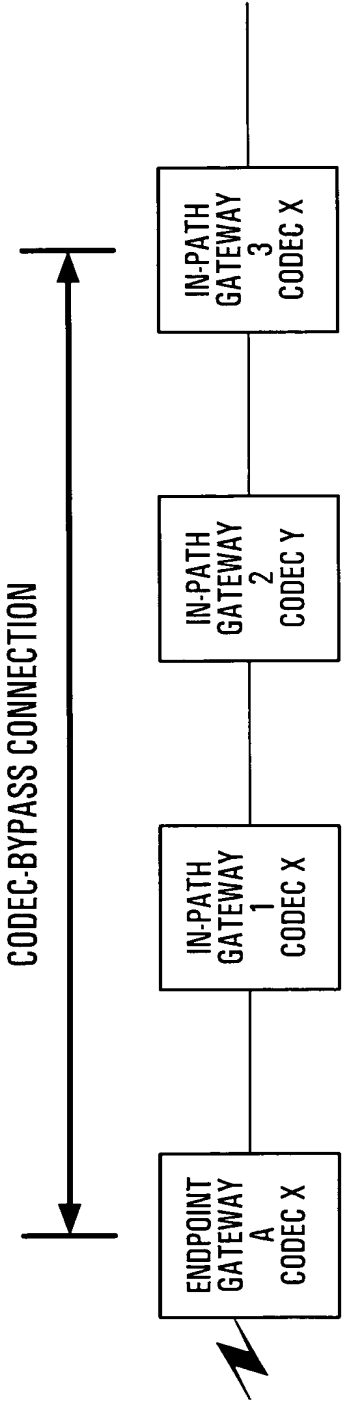 CODEC-BYPASS CONNECTION
ENDPOINT
GATEWAY
A
CODEC X
IN-PATH
GATEWAY
1
CODEC X
IN-PATH
GATEWAY
2
CODEC Y
IN-PATH
GATEWAY
3
CODEC X